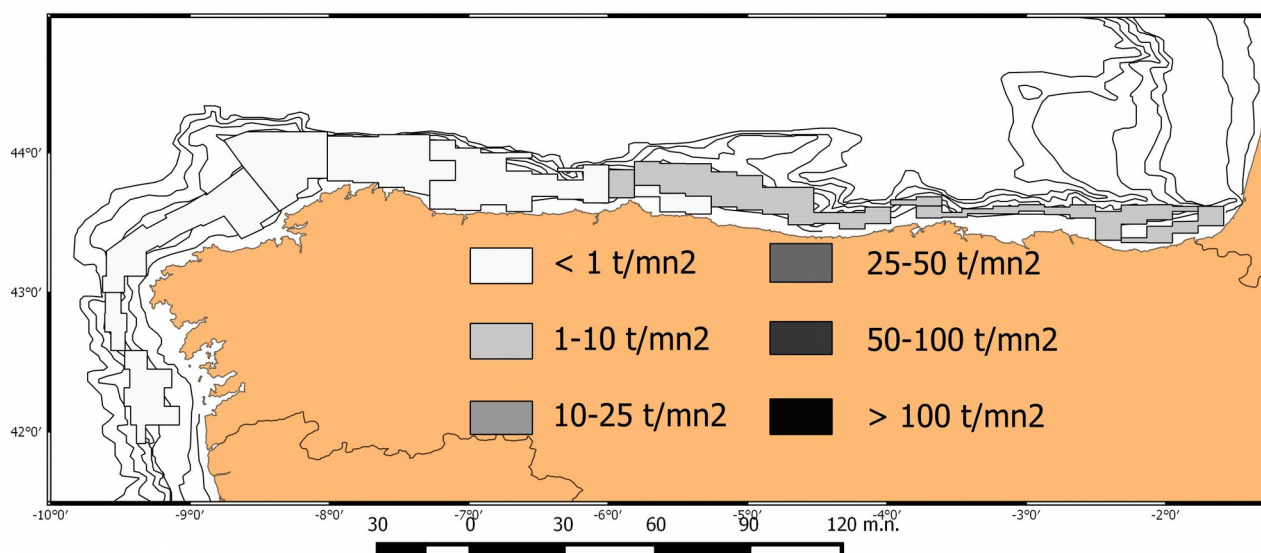 44°0'
43°0'
42°0'
< 1 t/mn2
25-50 t/mn2
1-10 t/mn2
50-100 t/mn2
10-25 t/mn2
> 100 t/mn2
-10°0' -9°0' -8°0' -7°0' -6°0' -5°0' -4°0' -3°0' -2°0'
30 0 30 60 90 120 m.n.